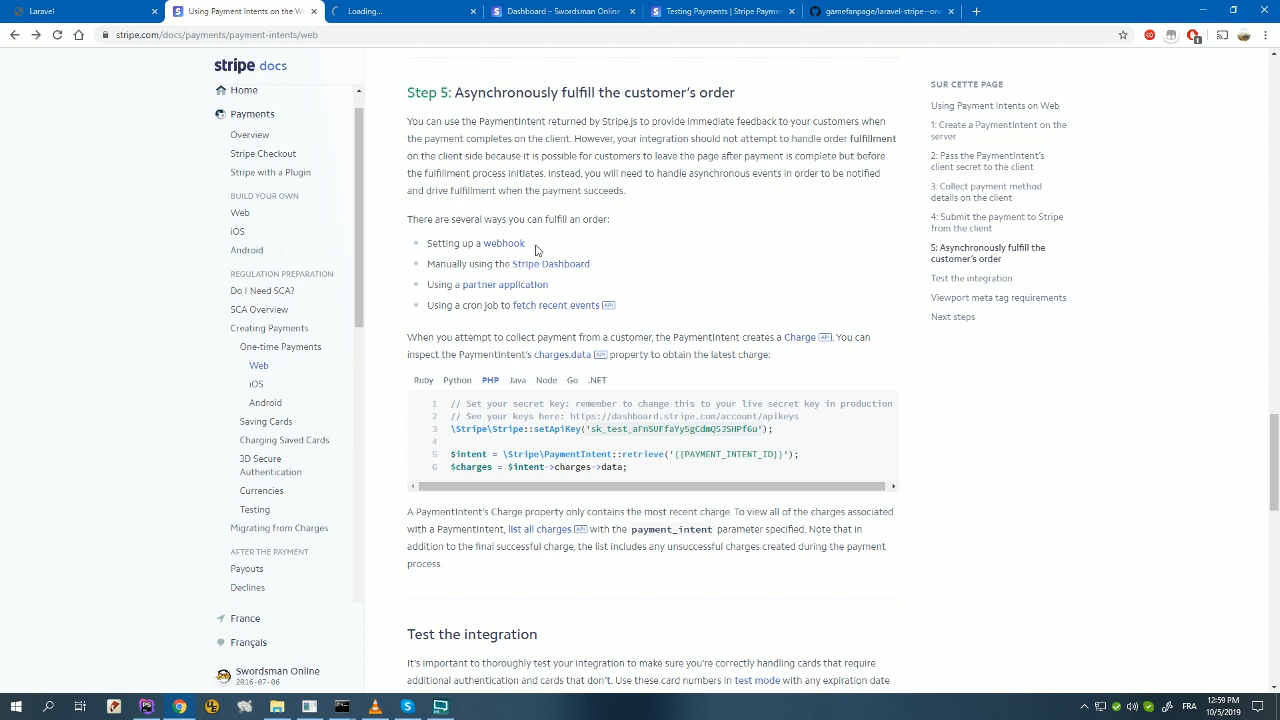 Laravel
Using Payment Intents on the W
Loading...
Dashboard – Swordsman Online
Testing Payments | Stripe Payme
gamefanpage/laravel-stripe--on
stripe.com/docs/payments/payment-intents/web
stripe docs
Home
Payments
Overview
Stripe Checkout
Stripe with a Plugin
BUILD YOUR OWN
Web
iOS
Android
REGULATION PREPARATION
Do I Need SCA?
SCA Overview
Creating Payments
One-time Payments
Web
iOS
Android
Saving Cards
Charging Saved Cards
3D Secure
Authentication
Currencies
Testing
Migrating from Charges
AFTER THE PAYMENT
Payouts
Declines
France
Français
Swordsman Online
2016-07-06
Step 5: Asynchronously fulfill the customer's order
You can use the PaymentIntent returned by Stripe.js to provide immediate feedback to your customers when
the payment completes on the client. However, your integration should not attempt to handle order fulfillment
on the client side because it is possible for customers to leave the page after payment is complete but before
the fulfillment process initiates. Instead, you will need to handle asynchronous events in order to be notified
and drive fulfillment when the payment succeeds.
There are several ways you can fulfill an order:
Setting up a webhook
Manually using the Stripe Dashboard
Using a partner application
Using a cron job to fetch recent events API
When you attempt to collect payment from a customer, the PaymentIntent creates a Charge API. You can
inspect the PaymentIntent's charges.data API property to obtain the latest charge:
Ruby Python PHP Java Node Go .NET
1 // Set your secret key: remember to change this to your live secret key in production
2 // See your keys here: https://dashboard.stripe.com/account/apikeys
3 \Stripe\Stripe::setApiKey('sk_test_aFnSUFfaYy5gCdmQ5JSHPf6u');
4
5 $intent = \Stripe\PaymentIntent::retrieve('{{PAYMENT_INTENT_ID}}');
6 $charges = $intent->charges->data;
A PaymentIntent's Charge property only contains the most recent charge. To view all of the charges associated
with a PaymentIntent, list all charges API with the payment_intent parameter specified. Note that in
addition to the final successful charge, the list includes any unsuccessful charges created during the payment
process.
Test the integration
It's important to thoroughly test your integration to make sure you're correctly handling cards that require
additional authentication and cards that don't. Use these card numbers in test mode with any expiration date
SUR CETTE PAGE
Using Payment Intents on Web
1: Create a PaymentIntent on the
server
2: Pass the PaymentIntent's
client secret to the client
3: Collect payment method
details on the client
4: Submit the payment to Stripe
from the client
5: Asynchronously fulfill the
customer's order
Test the integration
Viewport meta tag requirements
Next steps
FRA
12:59 PM
10/5/2019